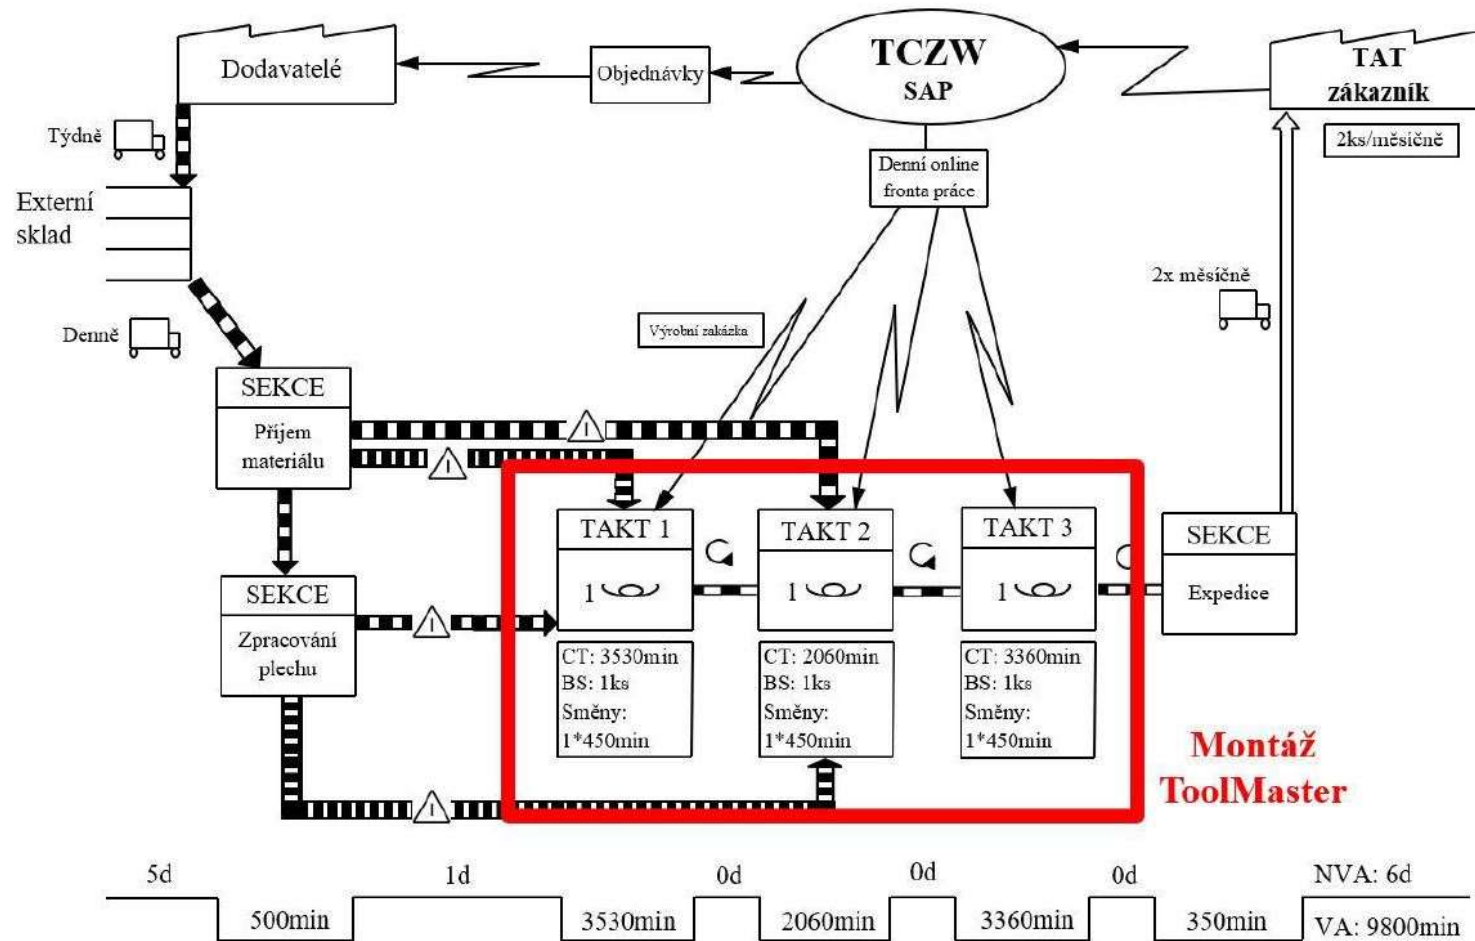 Dodavatelé
Objednávky
TCZW
SAP
TAT
zákazník
2ks/měsíčně
Týdně
Denní online
fronta práce
Externí
sklad
2x měsíčně
Denně
Výrobní zakázka
SEKCE
Příjem
materiálu
TAKT 1
1
TAKT 2
1
TAKT 3
1
SEKCE
Expedice
SEKCE
Zpracování
plechu
CT: 3530min
BS: 1ks
Směny:
1*450min
CT: 2060min
BS: 1ks
Směny:
1*450min
CT: 3360min
BS: 1ks
Směny:
1*450min
Montáž
ToolMaster
5d
1d
0d
0d
0d
NVA: 6d
500min
3530min
2060min
3360min
350min
VA: 9800min